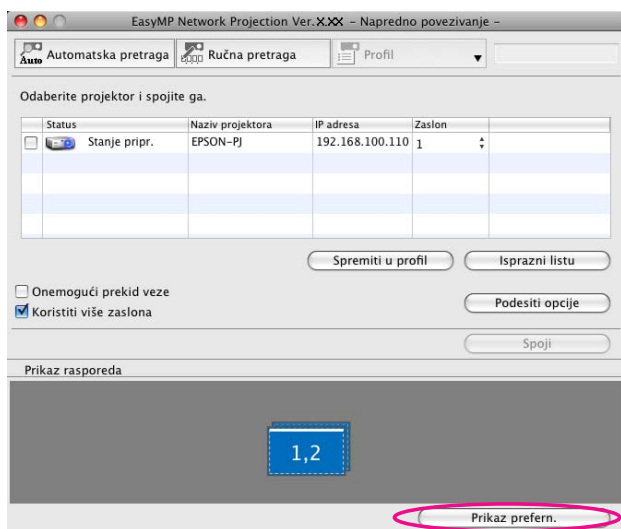 EasyMP Network Projection Ver.X.XX – Napredno povezivanje –
Auto Automatska pretraga Ručna pretraga Profil
Odaberite projektor i spojite ga.
Status Naziv projektora IP adresa Zaslon
Stanje pripr. EPSON-PJ 192.168.100.110 1
Spremiti u profil Isprazni listu
Onemogući prekid veze
Koristiti više zaslona
Podesiti opcije
Spoji
Prikaz rasporeda
1,2
Prikaz prefern.